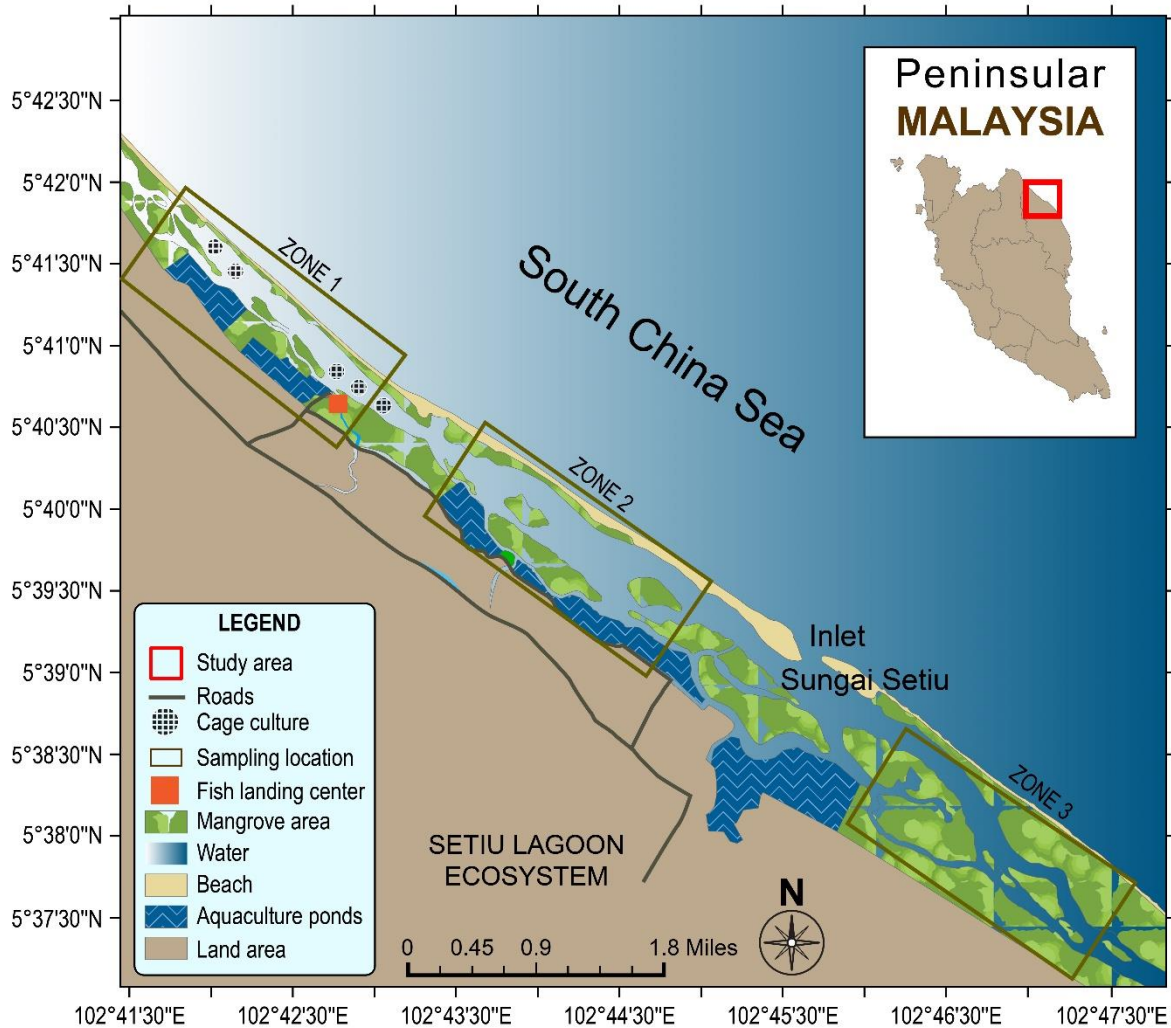 Peninsular
MALAYSIA
5°42'30"N
5°42'0"N
5°41'30"N
5°41'0"N
5°40'30"N
5°40'0"N
5°39'30"N
5°39'0"N
5°38'30"N
5°38'0"N
5°37'30"N
ZONE 1
South China Sea
ZONE 2
Inlet
Sungai Setiu
ZONE 3
LEGEND
Study area
Roads
Cage culture
Sampling location
Fish landing center
Mangrove area
Water
Beach
Aquaculture ponds
Land area
SETIU LAGOON
ECOSYSTEM
N
0 0.45 0.9 1.8 Miles
102°41'30"E 102°42'30"E 102°43'30"E 102°44'30"E 102°45'30"E 102°46'30"E 102°47'30"E